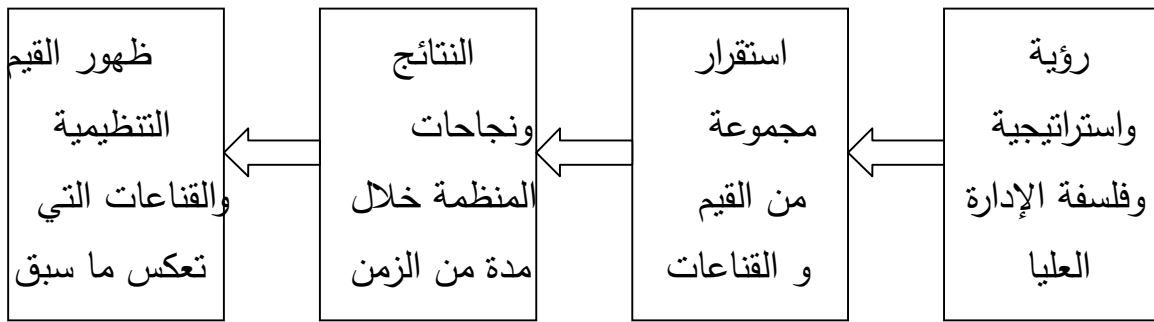 رؤية
واستراتيجية
وفلسفة الإدارة
العليا
استقرار
مجموعة
من القيم
و القناعات
النتائج
ونجاحات
المنظمة خلال
مدة من الزمن
ظهور القيم
التنظيمية
والقناعات التي
تعكس ما سبق